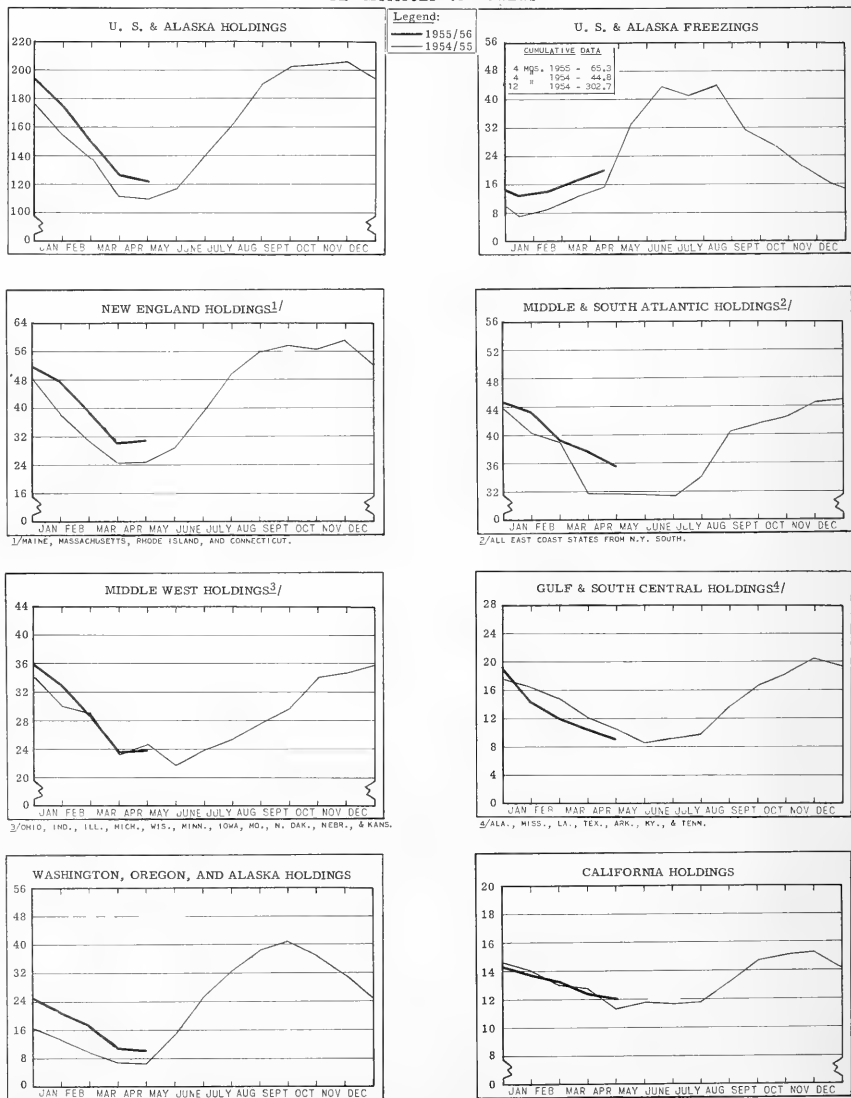 Legend:
1955/56
1954/55
U. S. & ALASKA HOLDINGS
220
200
180
160
140
120
100
0
JAN FEB MAR APR MAY JUNE JULY AUG SEPT OCT NOV DEC
U. S. & ALASKA FREEZINGS
CUMULATIVE DATA
4 MOS. 1955 - 65.3
4 " 1954 - 44.8
12 " 1954 - 302.7
56
48
40
32
24
16
8
0
JAN FEB MAR APR MAY JUNE JULY AUG SEPT OCT NOV DEC
NEW ENGLAND HOLDINGS1/
64
56
48
40
32
24
16
0
JAN FEB MAR APR MAY JUNE JULY AUG SEPT OCT NOV DEC
1/MAINE, MASSACHUSETTS, RHODE ISLAND, AND CONNECTICUT.
MIDDLE & SOUTH ATLANTIC HOLDINGS2/
56
52
48
44
40
36
32
0
JAN FEB MAR APR MAY JUNE JULY AUG SEPT OCT NOV DEC
2/ALL EAST COAST STATES FROM N.Y. SOUTH.
MIDDLE WEST HOLDINGS3/
44
40
36
32
28
24
20
0
JAN FEB MAR APR MAY JUNE JULY AUG SEPT OCT NOV DEC
3/OHIO, IND., ILL., MICH., WIS., MINN., IOWA, MO., N. DAK., NEBR., & KANS.
GULF & SOUTH CENTRAL HOLDINGS4/
28
24
20
16
12
8
4
0
JAN FEB MAR APR MAY JUNE JULY AUG SEPT OCT NOV DEC
4/ALA., MISS., LA., TEX., ARK., KY., & TENN.
WASHINGTON, OREGON, AND ALASKA HOLDINGS
56
48
40
32
24
16
8
0
JAN FEB MAR APR MAY JUNE JULY AUG SEPT OCT NOV DEC
CALIFORNIA HOLDINGS
20
18
16
14
12
10
8
0
JAN FEB MAR APR MAY JUNE JULY AUG SEPT OCT NOV DEC